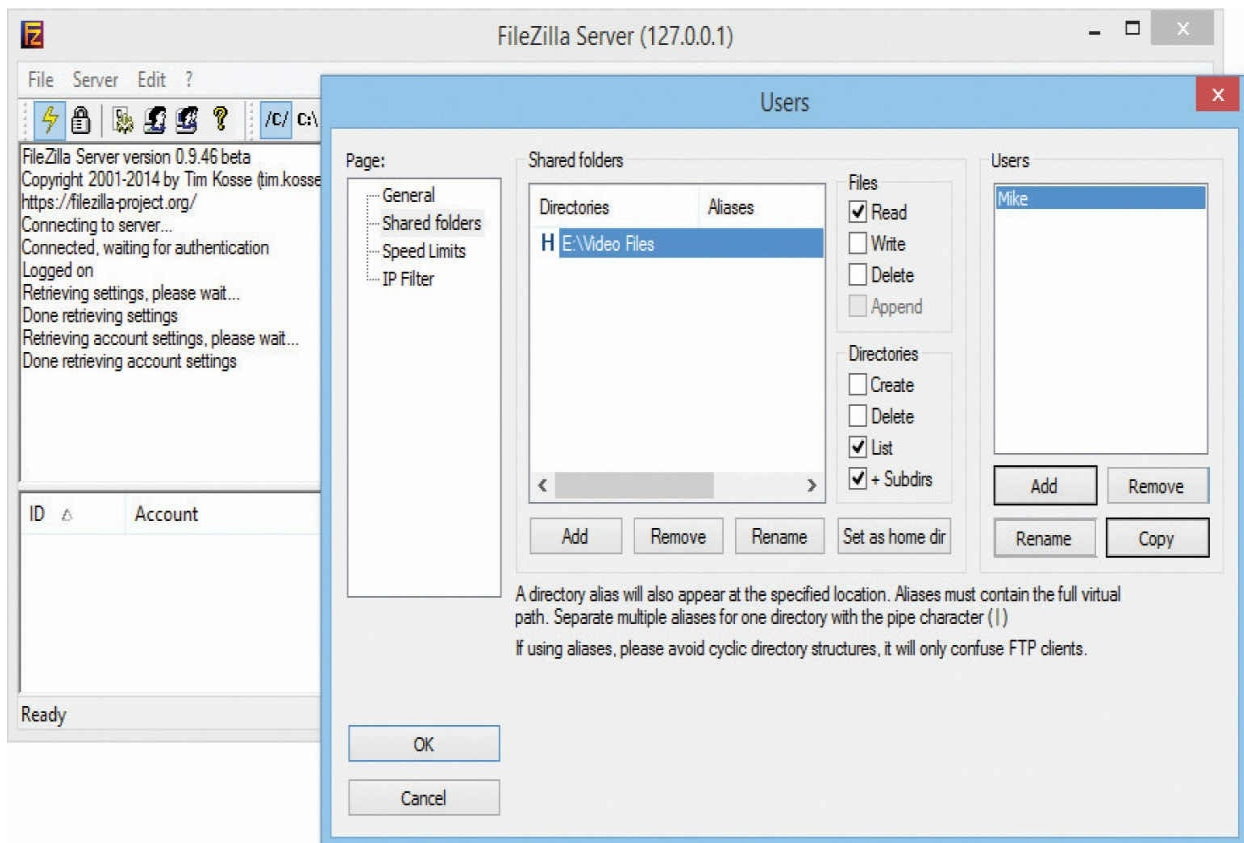 FileZilla Server (127.0.0.1)
File Server Edit ?
/C/ C:\
FileZilla Server version 0.9.46 beta
Copyright 2001-2014 by Tim Kosse (tim.kosse
https://filezilla-project.org/
Connecting to server...
Connected, waiting for authentication
Logged on
Retrieving settings, please wait...
Done retrieving settings
Retrieving account settings, please wait...
Done retrieving account settings
ID Account
Ready
Users
Page:
General
Shared folders
Speed Limits
IP Filter
OK
Cancel
Shared folders
Directories Aliases
H E:\Video Files
Files
Read
Write
Delete
Append
Directories
Create
Delete
List
+ Subdirs
Add Remove Rename Set as home dir
Users
Mike
Add Remove
Rename Copy
A directory alias will also appear at the specified location. Aliases must contain the full virtual
path. Separate multiple aliases for one directory with the pipe character (|)
If using aliases, please avoid cyclic directory structures, it will only confuse FTP clients.